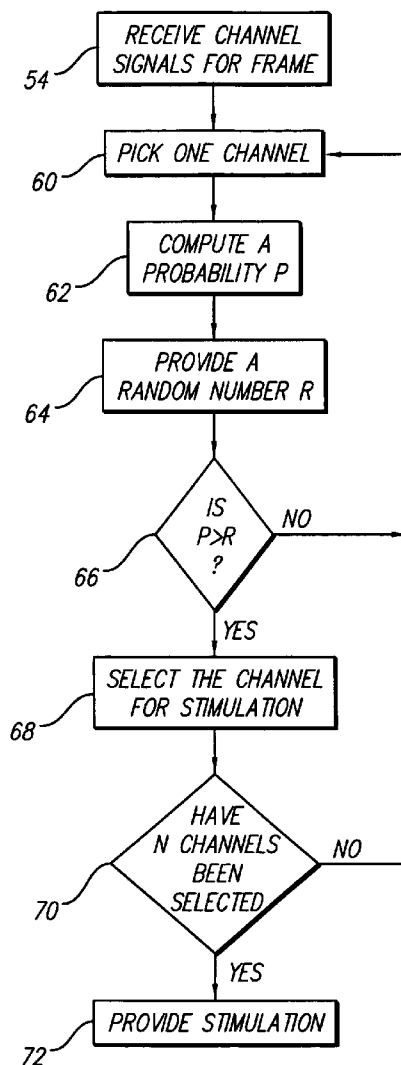 RECEIVE CHANNEL
SIGNALS FOR FRAME
54
PICK ONE CHANNEL
60
COMPUTE A
PROBABILITY P
62
PROVIDE A
RANDOM NUMBER R
64
IS
P>R
?
NO
66
YES
SELECT THE CHANNEL
FOR STIMULATION
68
HAVE
N CHANNELS
BEEN
SELECTED
NO
70
YES
PROVIDE STIMULATION
72